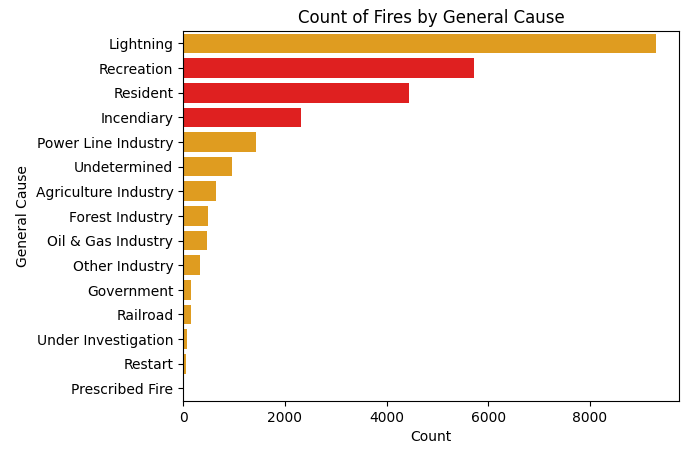 Count of Fires by General Cause
General Cause
Lightning
Recreation
Resident
Incendiary
Power Line Industry
Undetermined
Agriculture Industry
Forest Industry
Oil & Gas Industry
Other Industry
Government
Railroad
Under Investigation
Restart
Prescribed Fire
0 2000 4000 6000 8000
Count